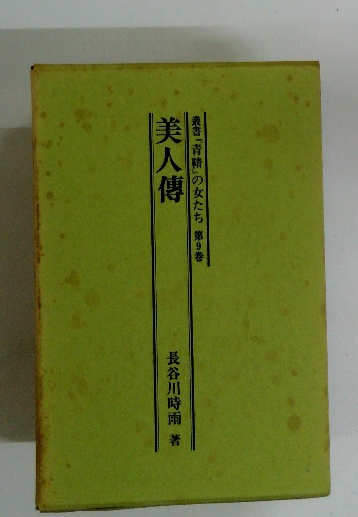 叢書『青鞜』の女たち 第9巻
美人傳
長谷川時雨 著